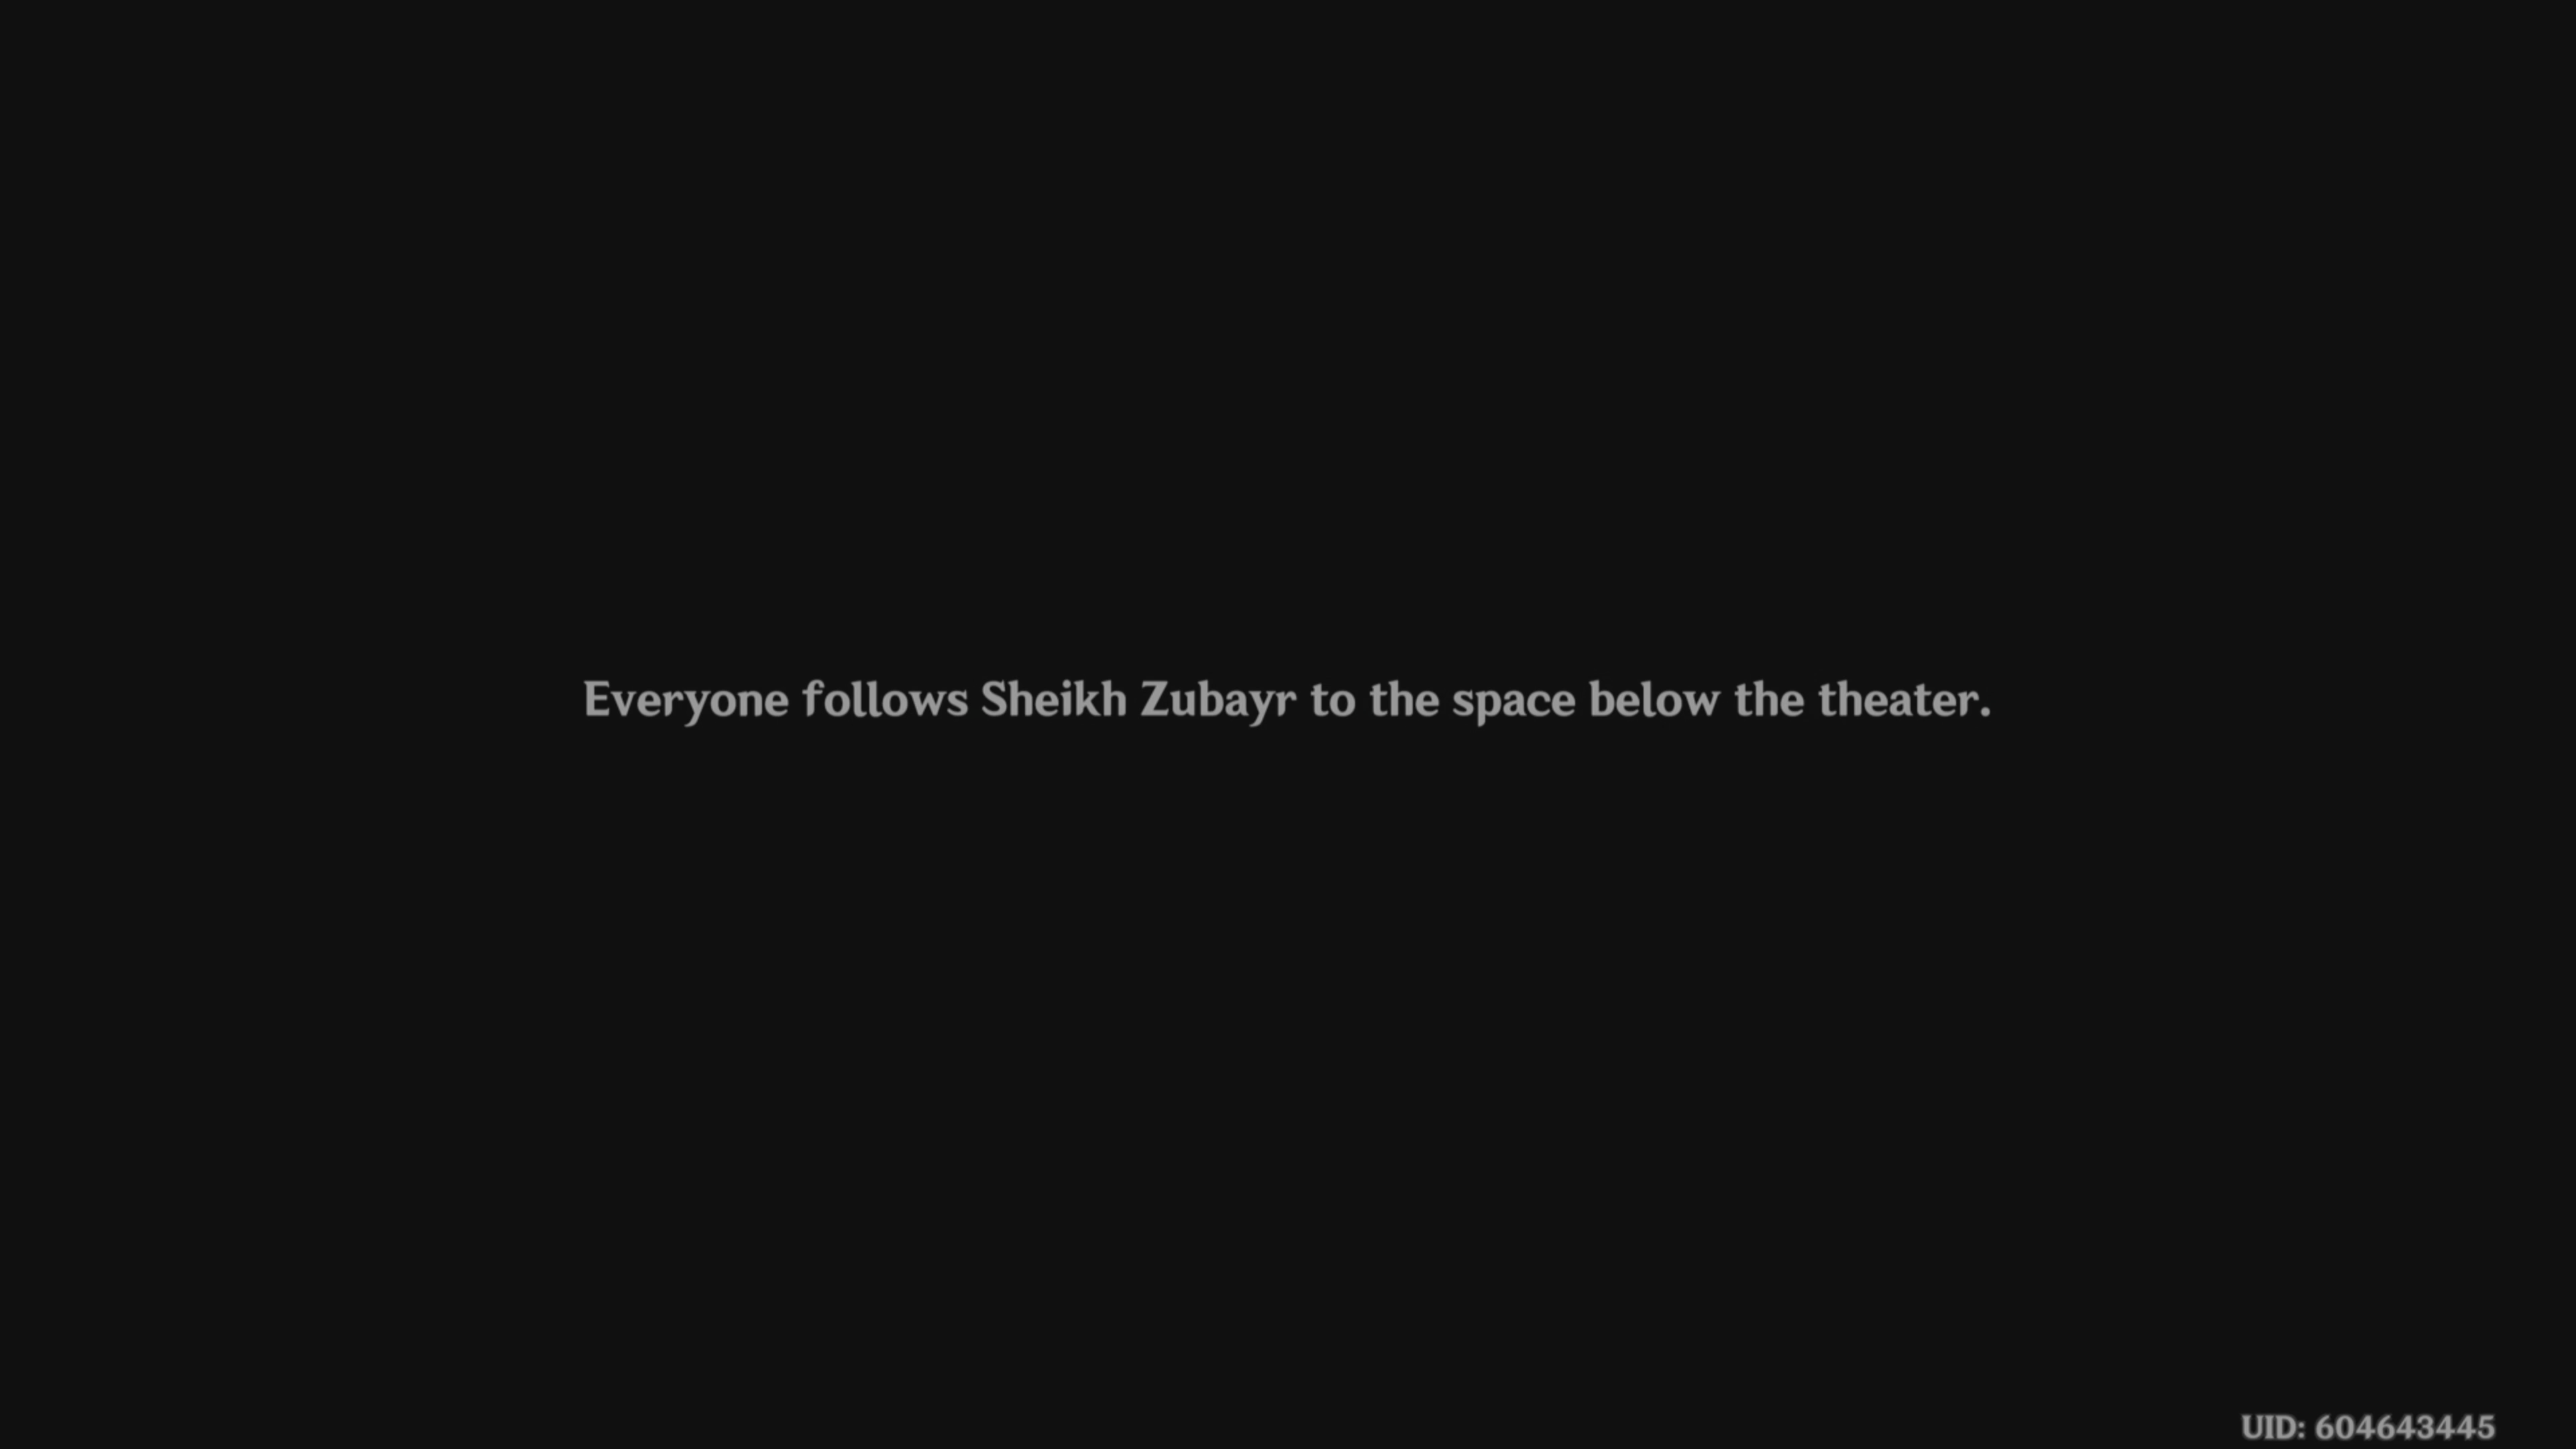 Everyone follows Sheikh Zubayr to the space below the theater.
UID: 604643445